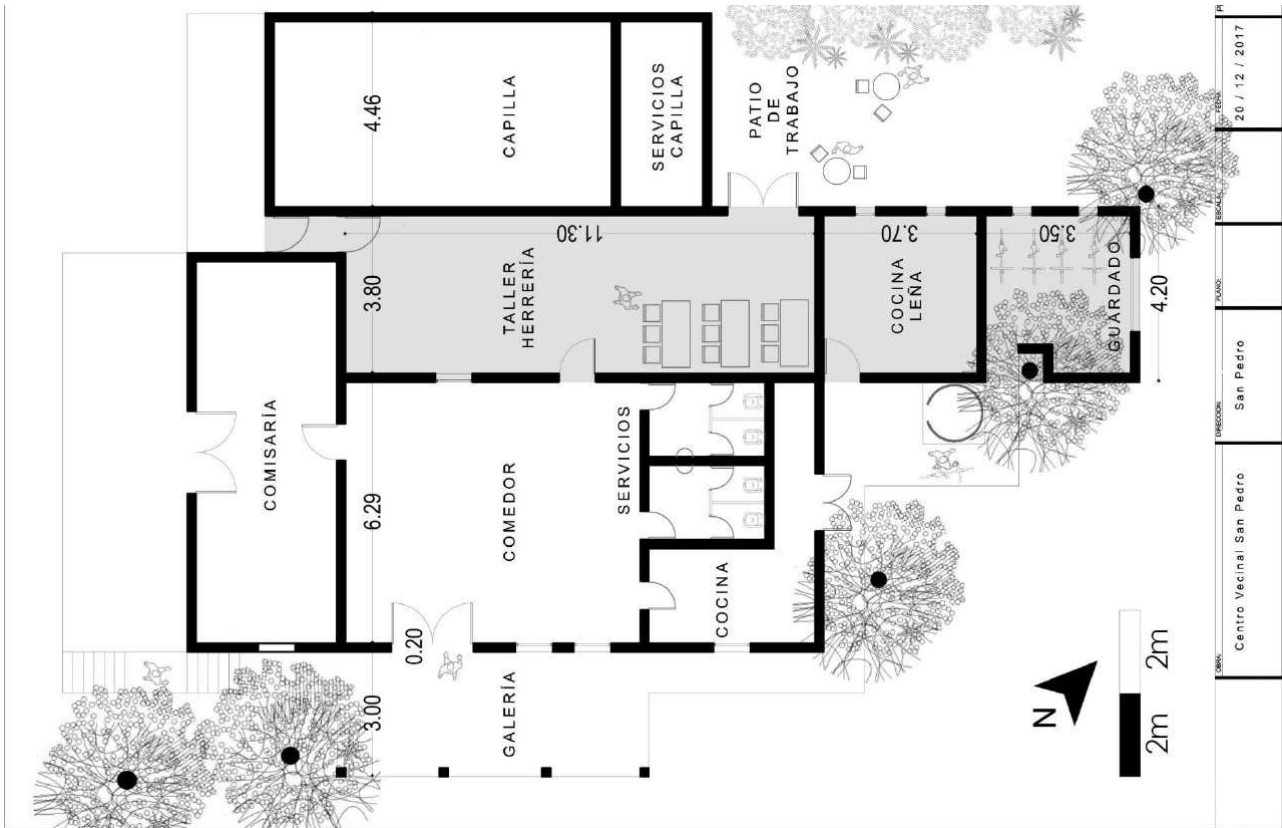 4.46
CAPILLA
SERVICIOS
CAPILLA
PATIO
DE
TRABAJO
3.80
11.30
TALLER
HERRERÍA
3.70
COCINA
LEÑA
3.50
GUARDADO
4.20
COMISARÍA
6.29
COMEDOR
SERVICIOS
COCINA
0.20
3.00
GALERÍA
N
2m
2m
FECHA:
20 / 12 / 2017
ESCALA:
PLANO:
DIRECCION:
San Pedro
OBRA:
Centro Vecinal San Pedro